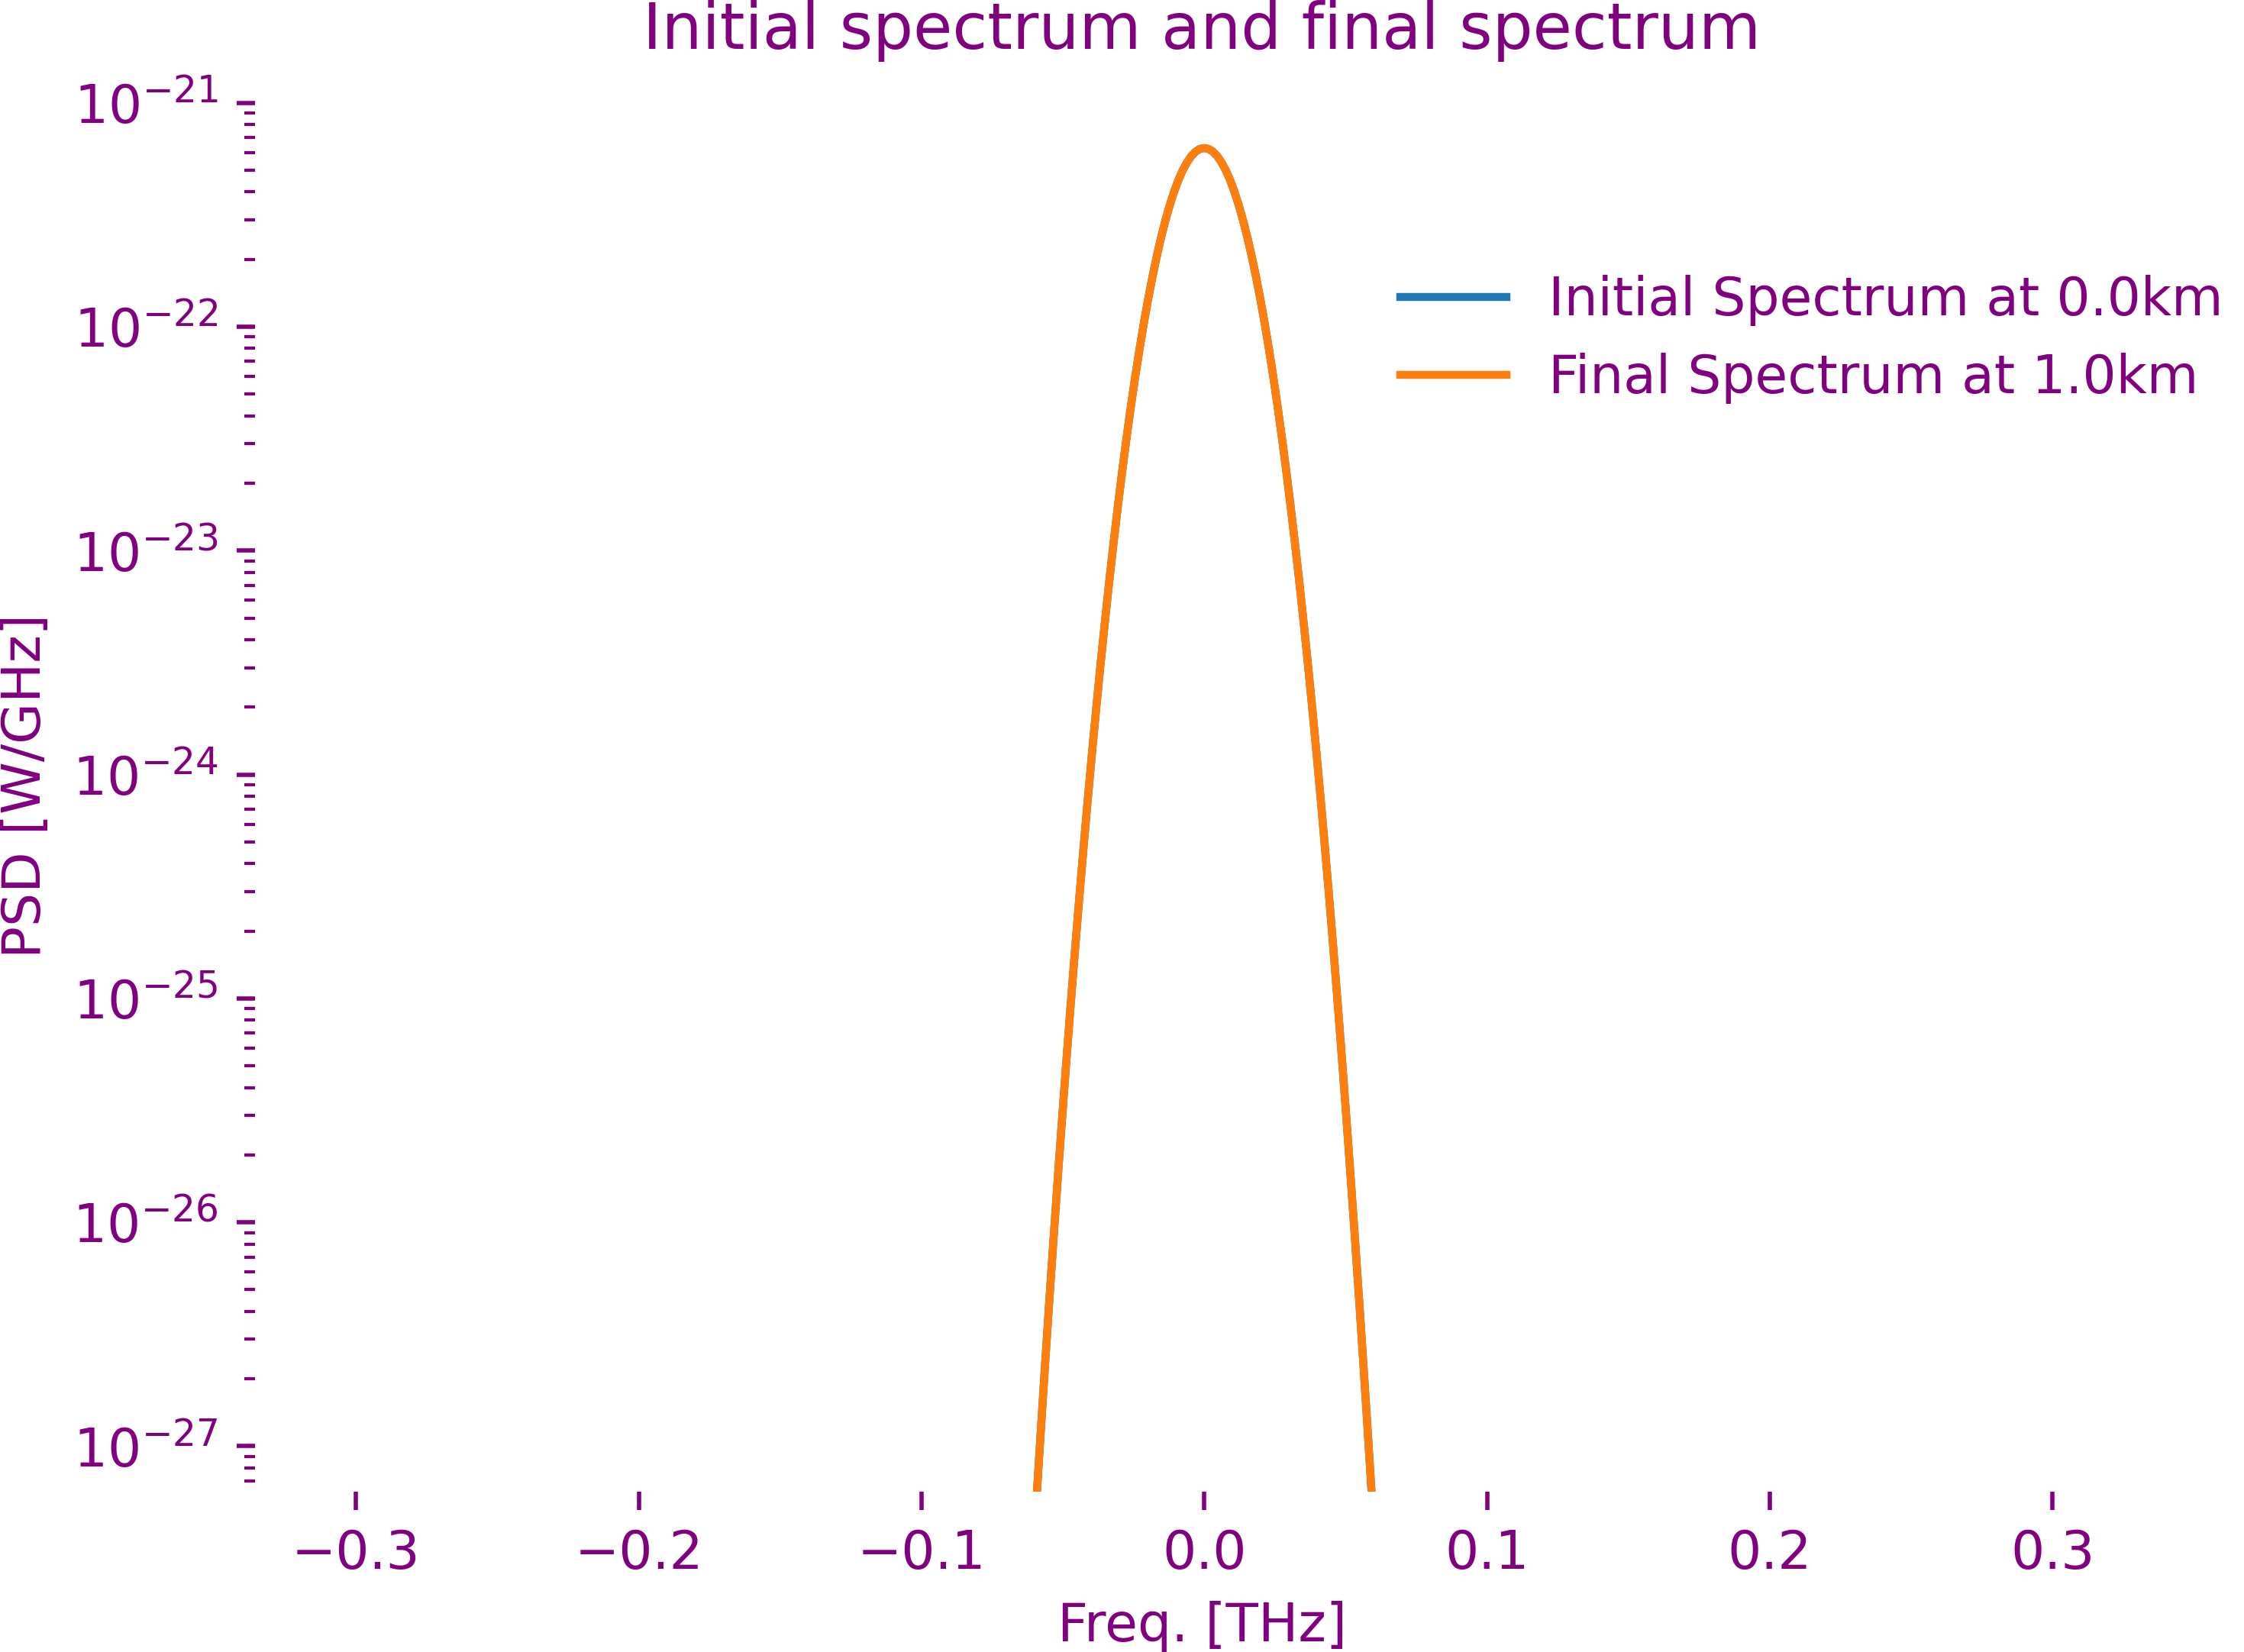 Initial spectrum and final spectrum
10⁻²¹
10⁻²²
10⁻²³
10⁻²⁴
10⁻²⁵
10⁻²⁶
10⁻²⁷
PSD [W/GHz]
Initial Spectrum at 0.0km
Final Spectrum at 1.0km
−0.3 −0.2 −0.1 0.0 0.1 0.2 0.3
Freq. [THz]